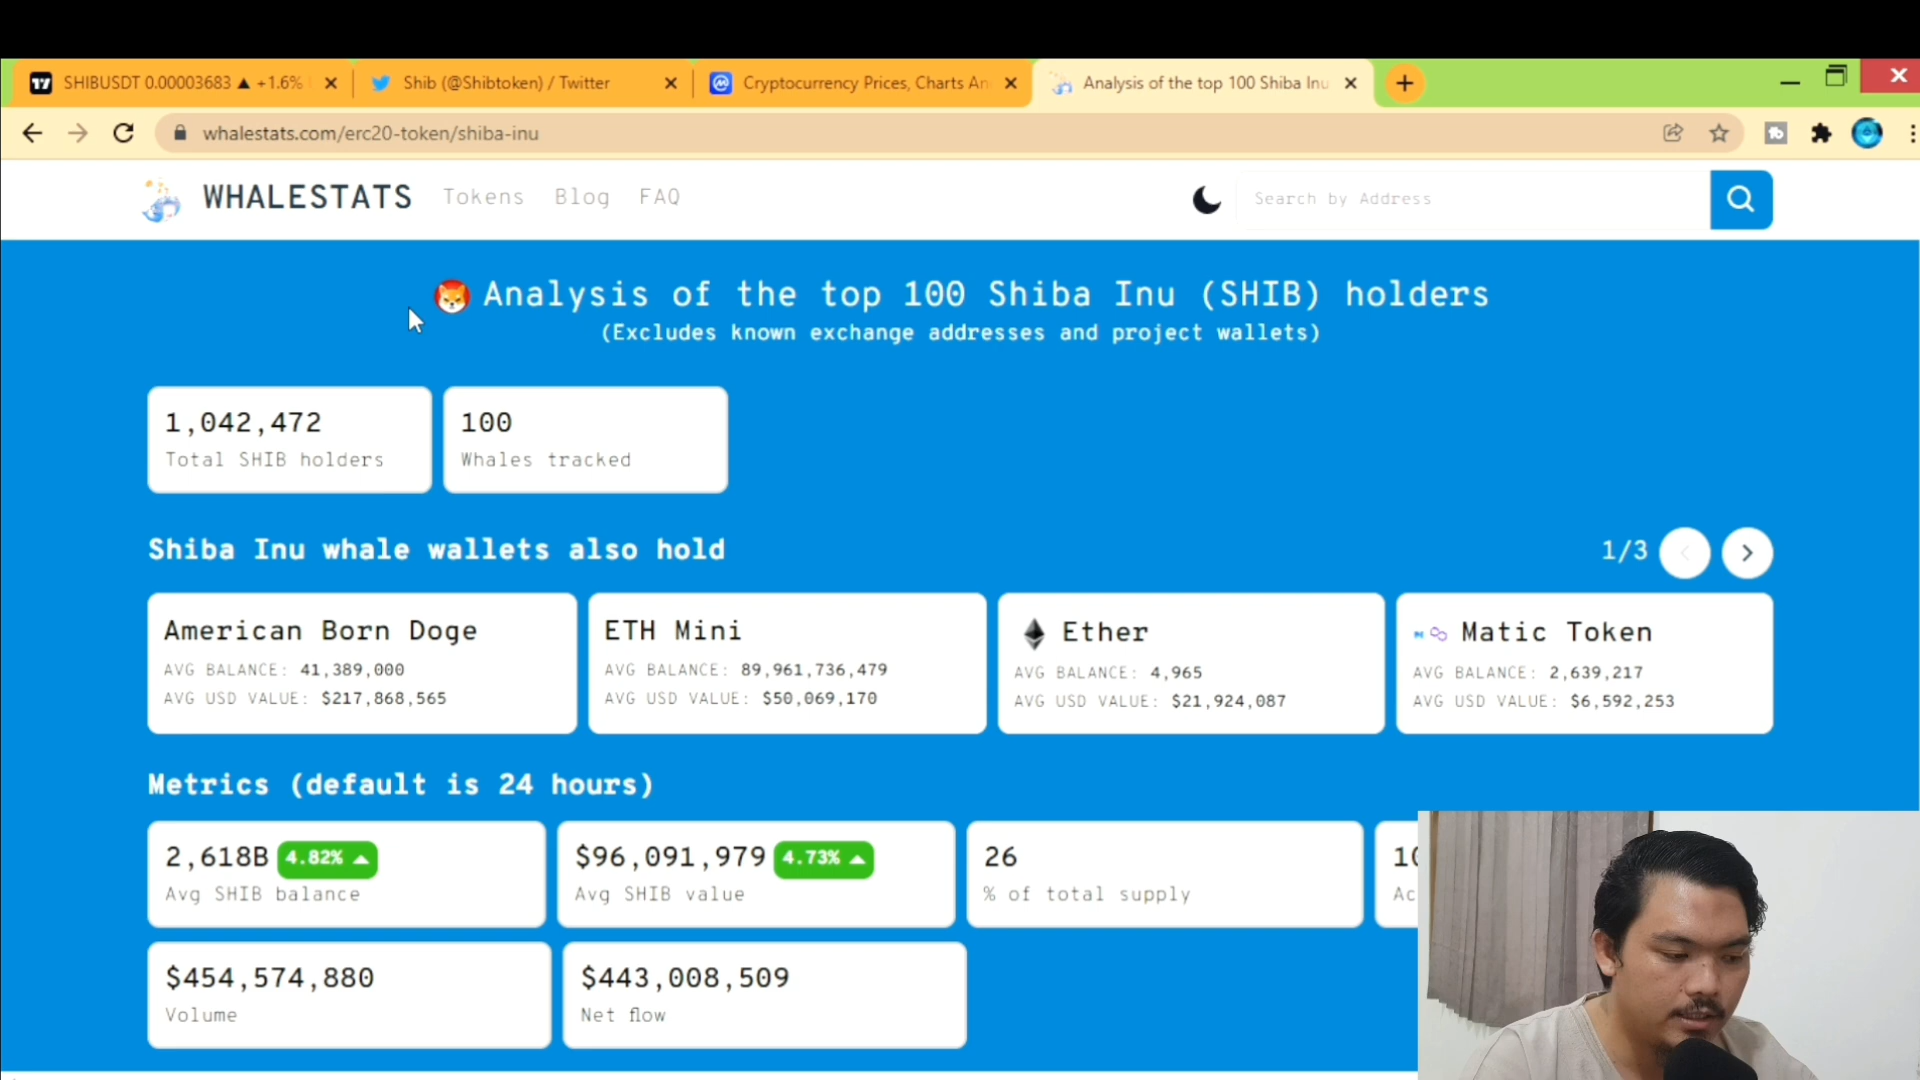 SHIBUSDT 0.00003683 ▲ +1.6%
Shib (@Shibtoken) / Twitter
Cryptocurrency Prices, Charts An
Analysis of the top 100 Shiba Inu
whalestats.com/erc20-token/shiba-inu
WHALESTATS
Tokens
Blog
FAQ
Search by Address
Analysis of the top 100 Shiba Inu (SHIB) holders
(Excludes known exchange addresses and project wallets)
1,042,472
Total SHIB holders
100
Whales tracked
Shiba Inu whale wallets also hold
1/3
American Born Doge
AVG BALANCE: 41,389,000
AVG USD VALUE: $217,868,565
ETH Mini
AVG BALANCE: 89,961,736,479
AVG USD VALUE: $50,069,170
Ether
AVG BALANCE: 4,965
AVG USD VALUE: $21,924,087
Matic Token
AVG BALANCE: 2,639,217
AVG USD VALUE: $6,592,253
Metrics (default is 24 hours)
2,618B 4.82% ▲
Avg SHIB balance
$96,091,979 4.73% ▲
Avg SHIB value
26
% of total supply
$454,574,880
Volume
$443,008,509
Net flow